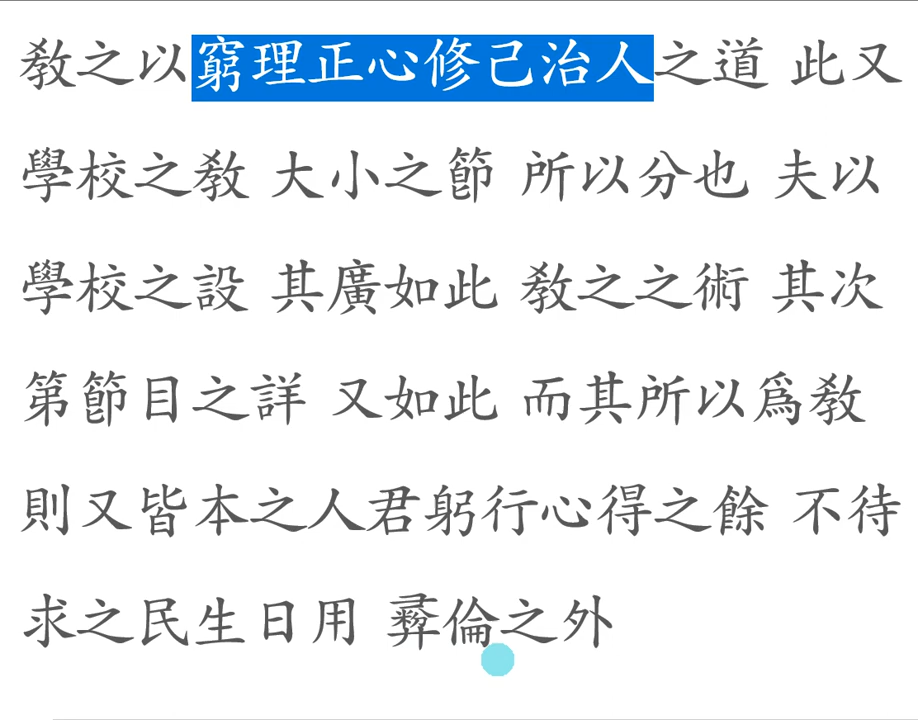 教之以窮理正心修己治人之道 此又
學校之教 大小之節 所以分也 夫以
學校之設 其廣如此 教之之術 其次
第節目之詳 又如此 而其所以爲教
則又皆本之人君躬行心得之餘 不待
求之民生日用 彛倫之外